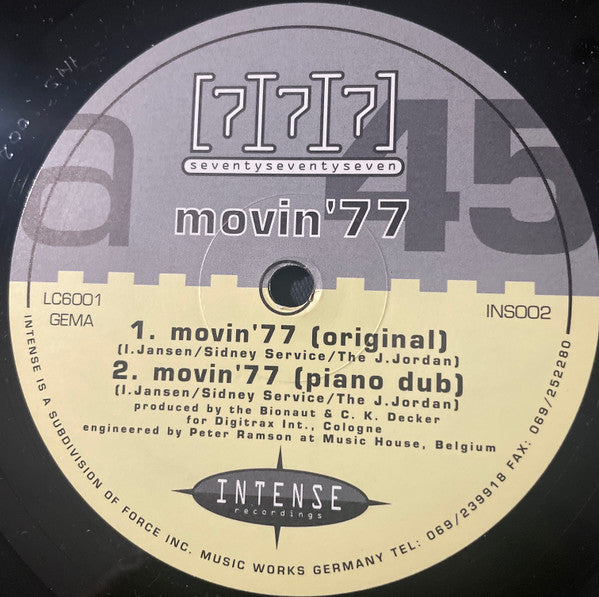 [7][7][7]
seventyseventyseven
a
45
movin'77
LC6001
GEMA
INS002
1. movin'77 (original)
(I.Jansen/Sidney Service/The J.Jordan)
2. movin'77 (piano dub)
(I.Jansen/Sidney Service/The J.Jordan)
produced by the Bionaut & C. K. Decker
for Digitrax Int., Cologne
engineered by Peter Ramson at Music House, Belgium
INTENSE
recordings
INTENSE IS A SUBDIVISION OF FORCE INC. MUSIC WORKS GERMANY TEL: 069/239918 FAX: 069/252280